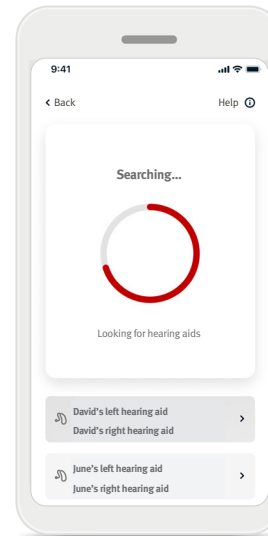 9:41
Back Help
Searching...
Looking for hearing aids
David's left hearing aid
David's right hearing aid
June's left hearing aid
June's right hearing aid